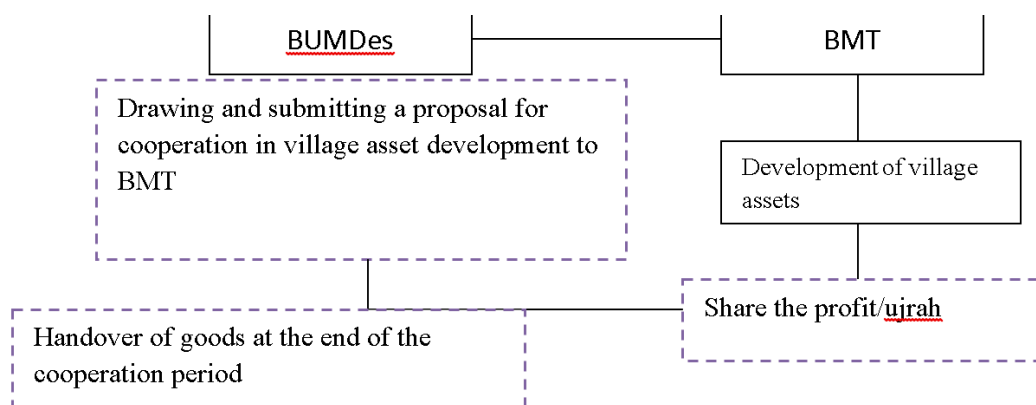 BUMDes
BMT
Drawing and submitting a proposal for
cooperation in village asset development to
BMT
Development of village
assets
Share the profit/ujrah
Handover of goods at the end of the
cooperation period